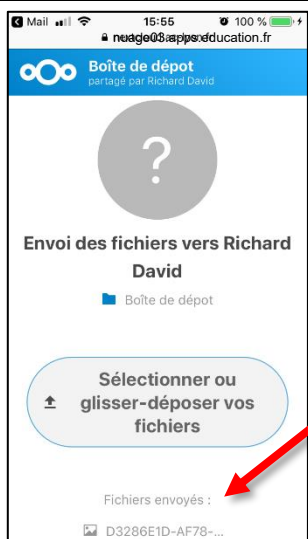 Mail 15:55 100 %
Boîte de dépot
partagé par Richard David
?
Envoi des fichiers vers Richard
David
Boîte de dépot
Sélectionner ou
glisser-déposer vos
fichiers
Fichiers envoyés :
D3286E1D-AF78-...